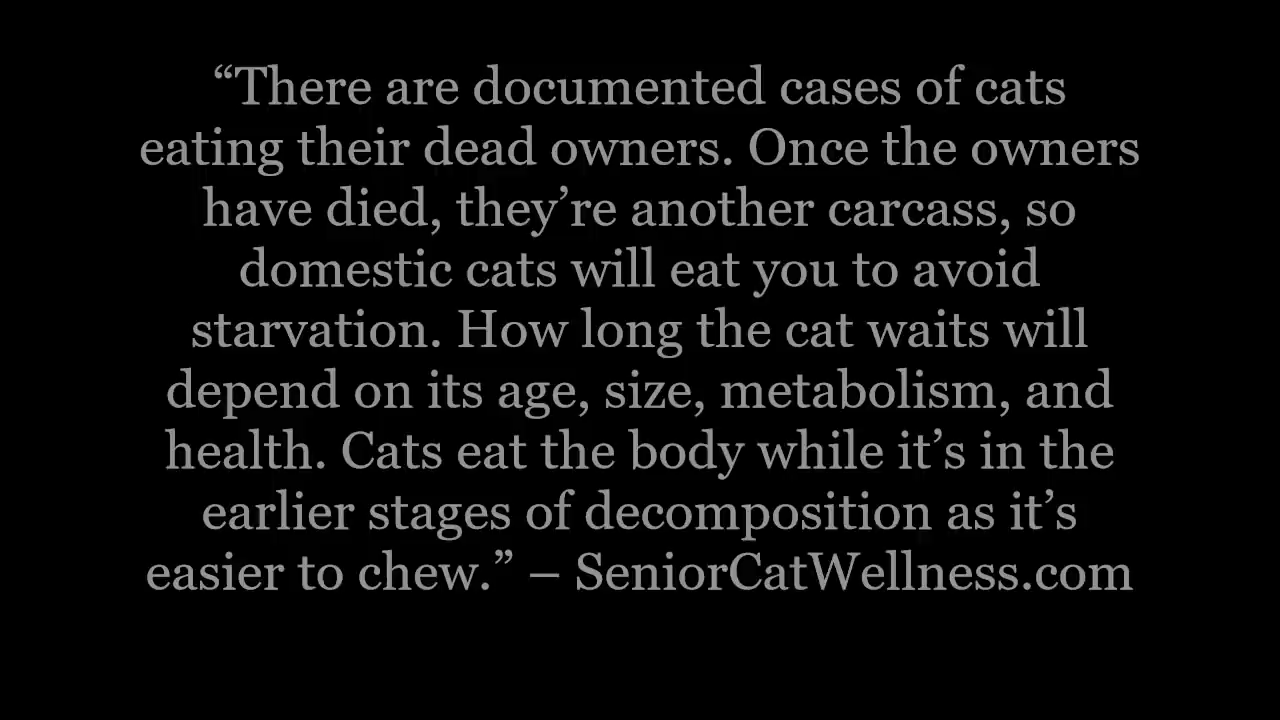 “There are documented cases of cats
eating their dead owners. Once the owners
have died, they’re another carcass, so
domestic cats will eat you to avoid
starvation. How long the cat waits will
depend on its age, size, metabolism, and
health. Cats eat the body while it’s in the
earlier stages of decomposition as it’s
easier to chew.” – SeniorCatWellness.com